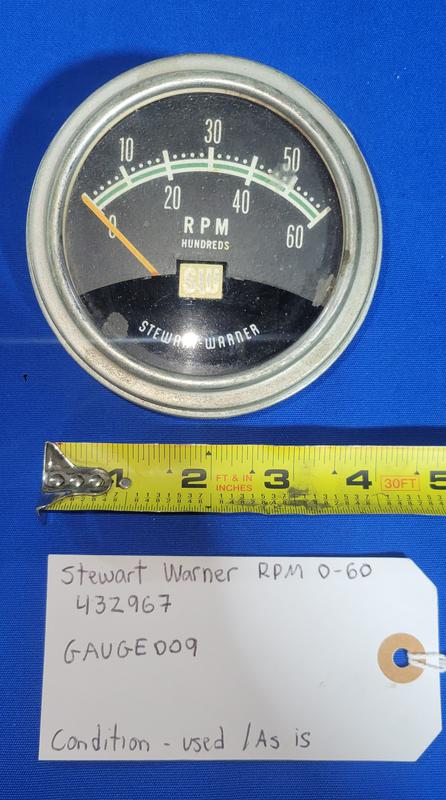 30
10 50
20 40
0 60
RPM
HUNDREDS
SW
STEWART-WARNER
1 2 FT & IN 3 4 30FT 5
INCHES
Stewart Warner RPM 0-60
432967
GAUGE009
Condition - used / As is